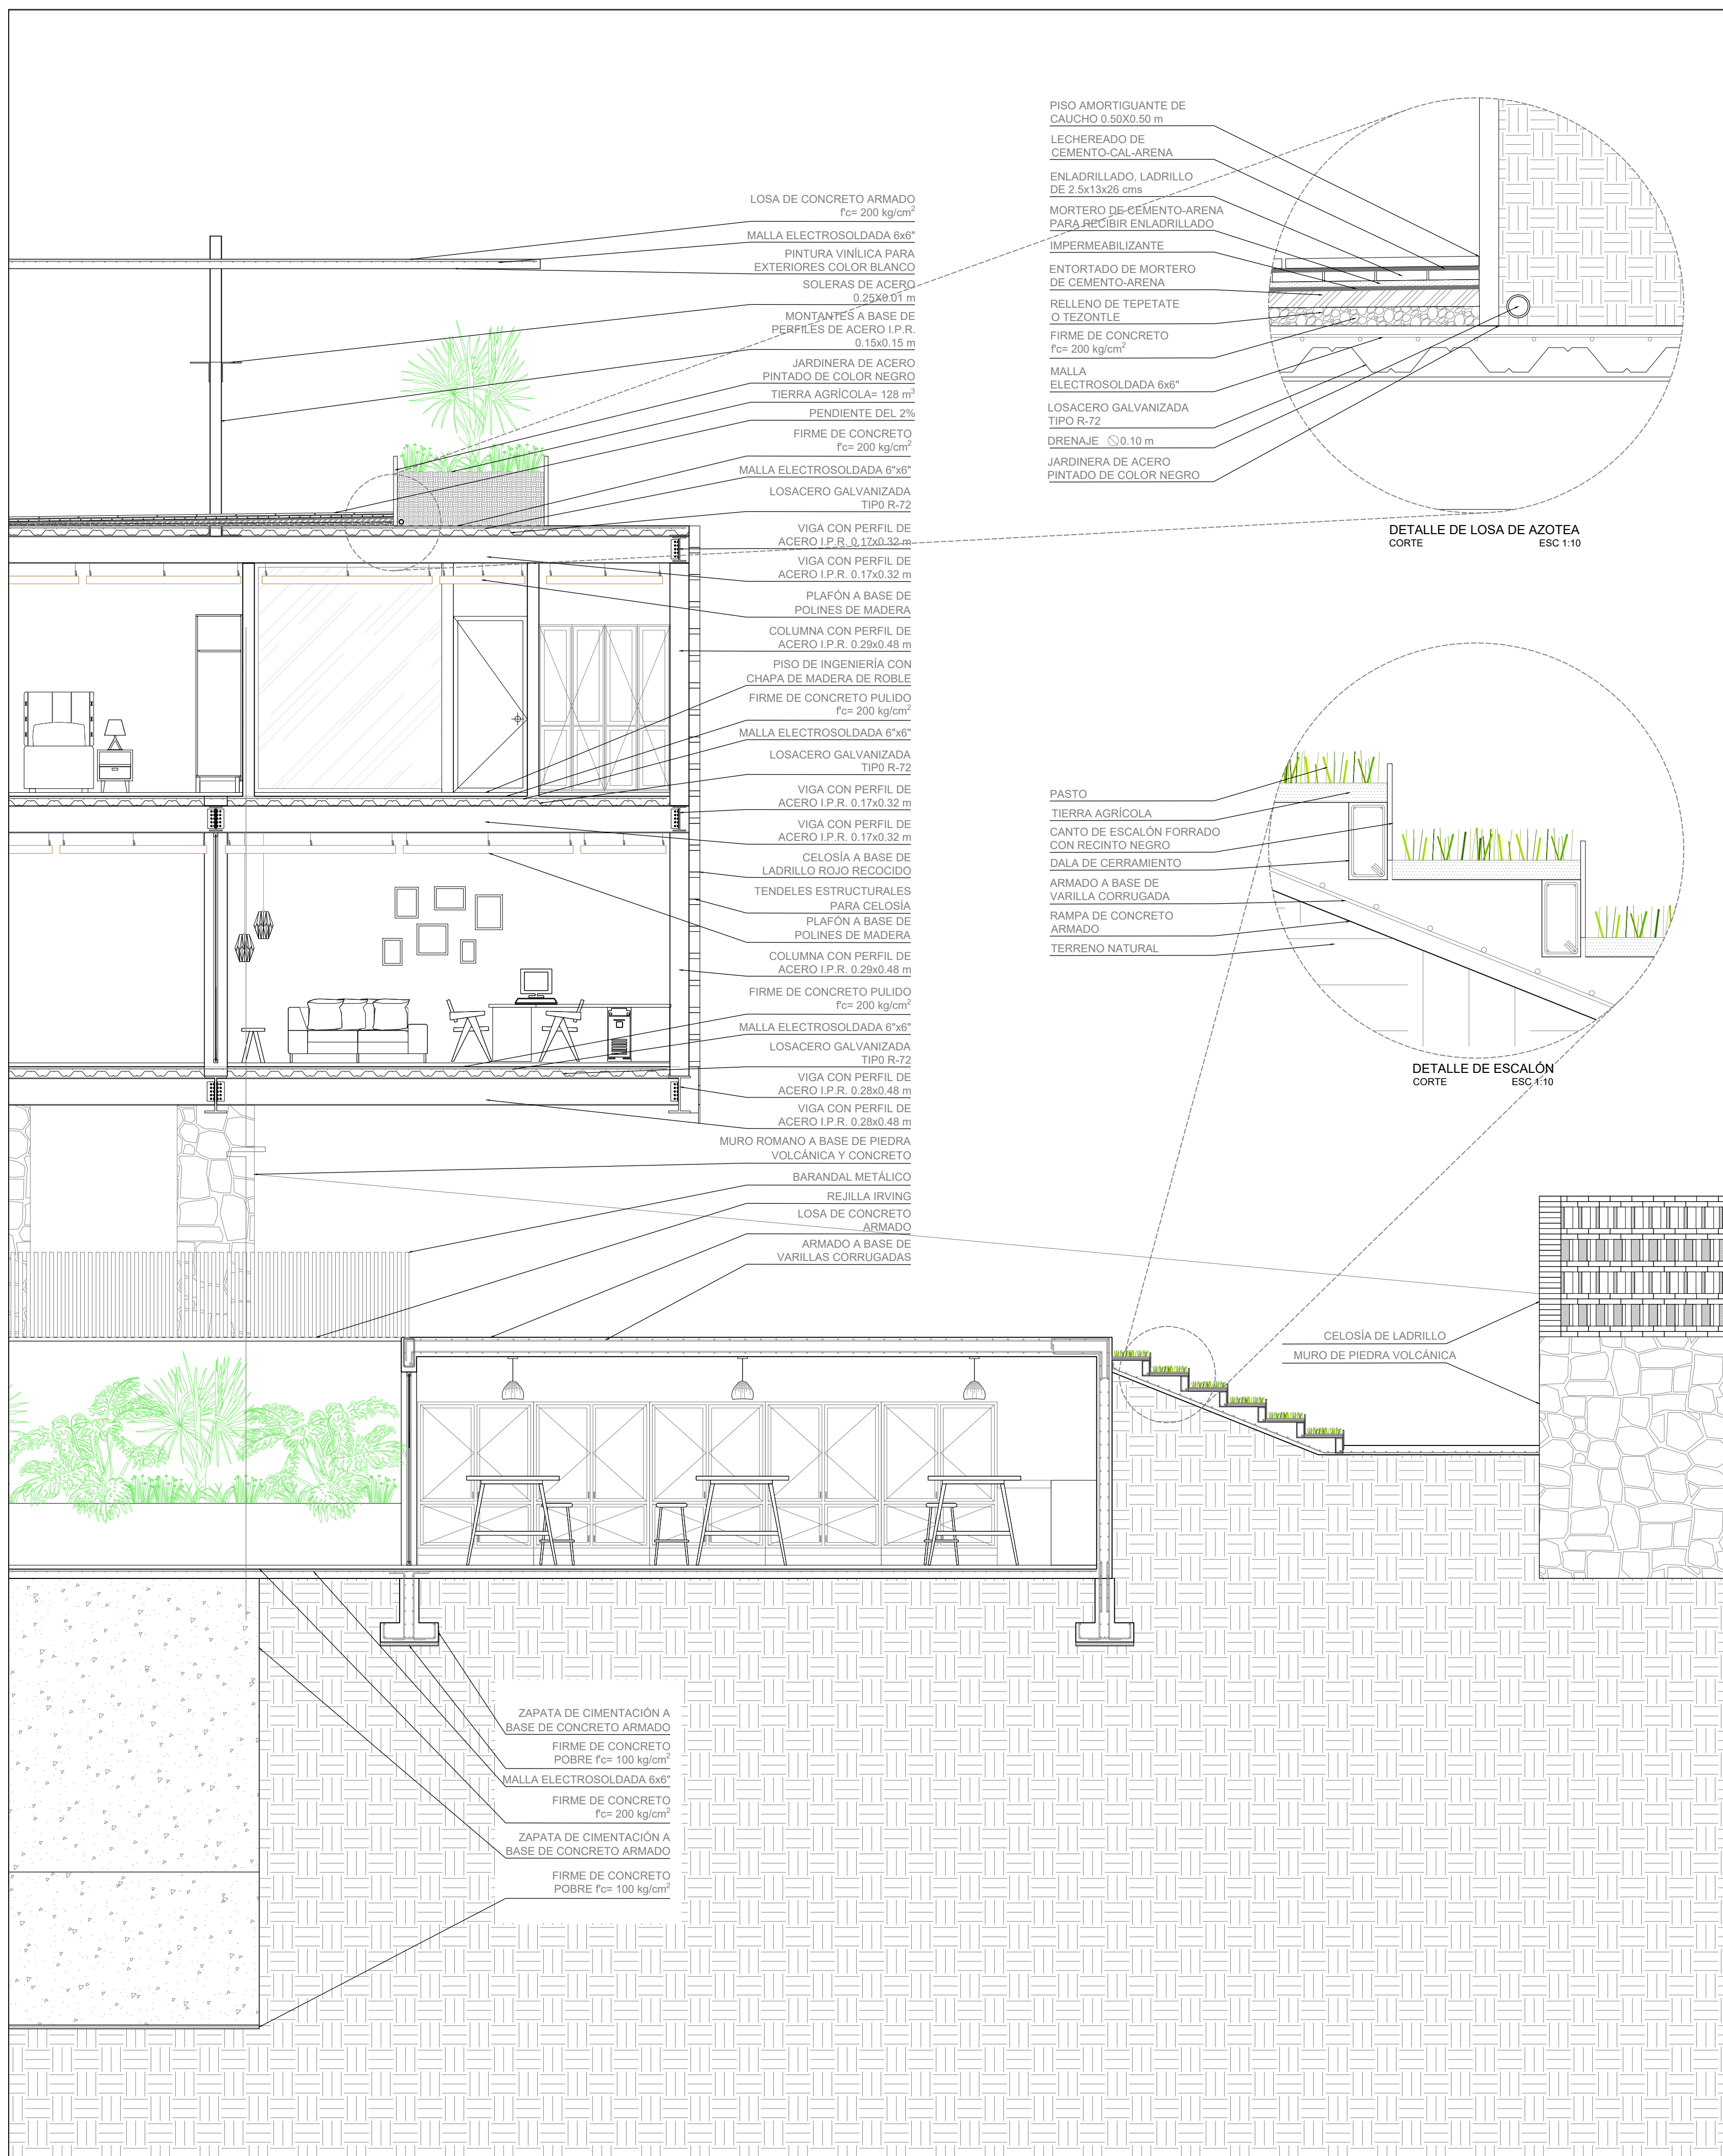 LOSA DE CONCRETO ARMADO
f'c= 200 kg/cm²
MALLA ELECTROSOLDADA 6x6"
PINTURA VINÍLICA PARA
EXTERIORES COLOR BLANCO
SOLERAS DE ACERO
0.25X0.01 m
MONTANTES A BASE DE
PERFILES DE ACERO I.P.R.
0.15x0.15 m
JARDINERA DE ACERO
PINTADO DE COLOR NEGRO
TIERRA AGRÍCOLA= 128 m³
PENDIENTE DEL 2%
FIRME DE CONCRETO
f'c= 200 kg/cm²
MALLA ELECTROSOLDADA 6"x6"
LOSACERO GALVANIZADA
TIP0 R-72
VIGA CON PERFIL DE
ACERO I.P.R. 0.17x0.32 m
VIGA CON PERFIL DE
ACERO I.P.R. 0.17x0.32 m
PLAFÓN A BASE DE
POLINES DE MADERA
COLUMNA CON PERFIL DE
ACERO I.P.R. 0.29x0.48 m
PISO DE INGENIERÍA CON
CHAPA DE MADERA DE ROBLE
FIRME DE CONCRETO PULIDO
f'c= 200 kg/cm²
MALLA ELECTROSOLDADA 6"x6"
LOSACERO GALVANIZADA
TIP0 R-72
VIGA CON PERFIL DE
ACERO I.P.R. 0.17x0.32 m
VIGA CON PERFIL DE
ACERO I.P.R. 0.17x0.32 m
CELOSÍA A BASE DE
LADRILLO ROJO RECOCIDO
TENDELES ESTRUCTURALES
PARA CELOSÍA
PLAFÓN A BASE DE
POLINES DE MADERA
COLUMNA CON PERFIL DE
ACERO I.P.R. 0.29x0.48 m
FIRME DE CONCRETO PULIDO
f'c= 200 kg/cm²
MALLA ELECTROSOLDADA 6"x6"
LOSACERO GALVANIZADA
TIP0 R-72
VIGA CON PERFIL DE
ACERO I.P.R. 0.28x0.48 m
VIGA CON PERFIL DE
ACERO I.P.R. 0.28x0.48 m
MURO ROMANO A BASE DE PIEDRA
VOLCÁNICA Y CONCRETO
BARANDAL METÁLICO
REJILLA IRVING
LOSA DE CONCRETO
ARMADO
ARMADO A BASE DE
VARILLAS CORRUGADAS
PISO AMORTIGUANTE DE
CAUCHO 0.50X0.50 m
LECHEREADO DE
CEMENTO-CAL-ARENA
ENLADRILLADO, LADRILLO
DE 2.5x13x26 cms
MORTERO DE CEMENTO-ARENA
PARA RECIBIR ENLADRILLADO
IMPERMEABILIZANTE
ENTORTADO DE MORTERO
DE CEMENTO-ARENA
RELLENO DE TEPETATE
O TEZONTLE
FIRME DE CONCRETO
f'c= 200 kg/cm²
MALLA
ELECTROSOLDADA 6x6"
LOSACERO GALVANIZADA
TIPO R-72
DRENAJE ∅0.10 m
JARDINERA DE ACERO
PINTADO DE COLOR NEGRO
DETALLE DE LOSA DE AZOTEA
CORTE ESC 1:10
PASTO
TIERRA AGRÍCOLA
CANTO DE ESCALÓN FORRADO
CON RECINTO NEGRO
DALA DE CERRAMIENTO
ARMADO A BASE DE
VARILLA CORRUGADA
RAMPA DE CONCRETO
ARMADO
TERRENO NATURAL
DETALLE DE ESCALÓN
CORTE ESC 1:10
CELOSÍA DE LADRILLO
MURO DE PIEDRA VOLCÁNICA
ZAPATA DE CIMENTACIÓN A
BASE DE CONCRETO ARMADO
FIRME DE CONCRETO
POBRE f'c= 100 kg/cm²
MALLA ELECTROSOLDADA 6x6"
FIRME DE CONCRETO
f'c= 200 kg/cm²
ZAPATA DE CIMENTACIÓN A
BASE DE CONCRETO ARMADO
FIRME DE CONCRETO
POBRE f'c= 100 kg/cm²